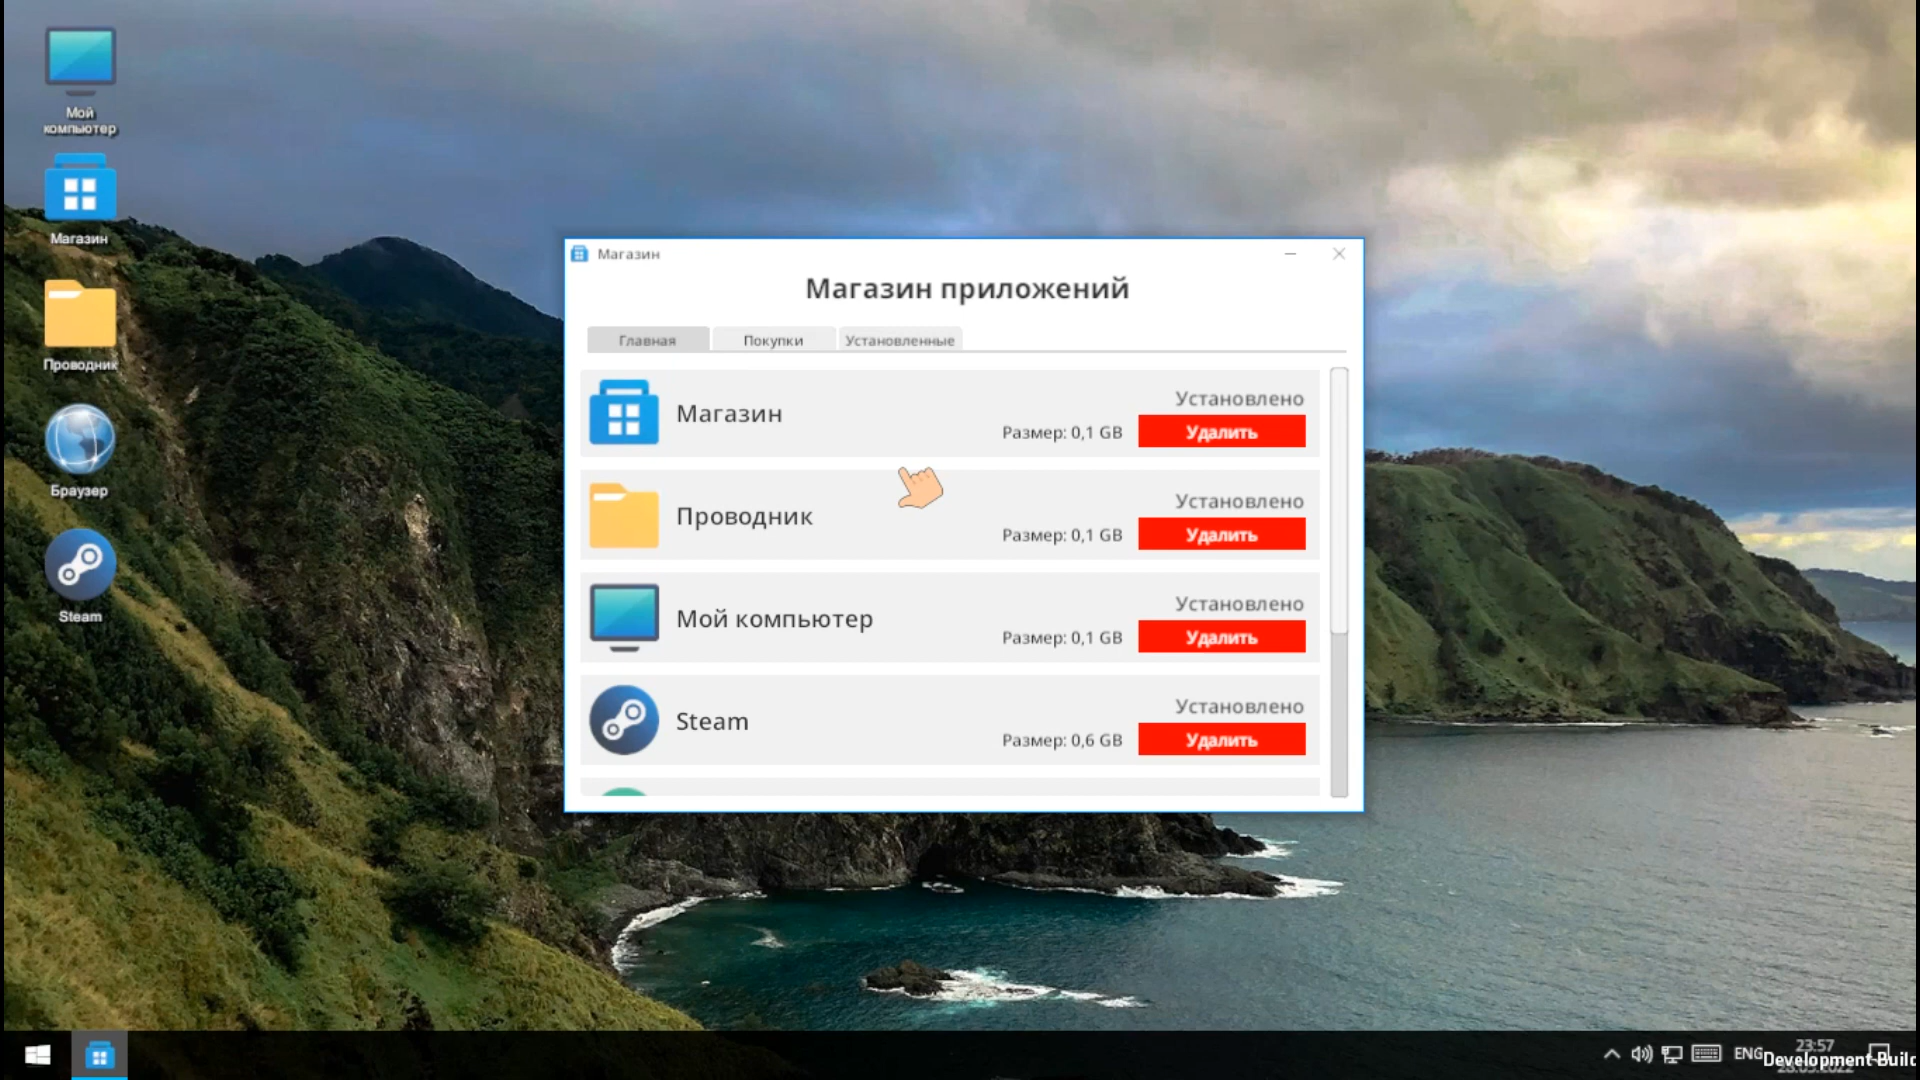 Мой
компьютер
Магазин
Проводник
Браузер
Steam
Магазин
Магазин приложений
Главная
Покупки
Установленные
Магазин
Установлено
Размер: 0,1 GB
Удалить
Проводник
Установлено
Размер: 0,1 GB
Удалить
Мой компьютер
Установлено
Размер: 0,1 GB
Удалить
Steam
Установлено
Размер: 0,6 GB
Удалить
ENG
23:57
Development Build